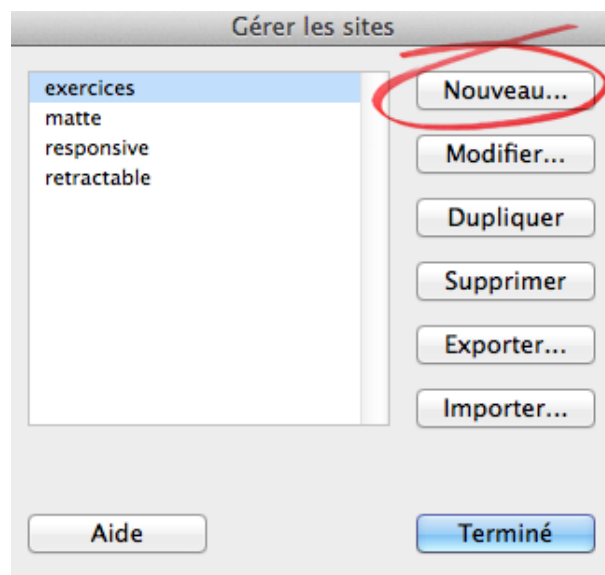 Gérer les sites
exercices
matte
responsive
retractable
Nouveau...
Modifier...
Dupliquer
Supprimer
Exporter...
Importer...
Aide
Terminé